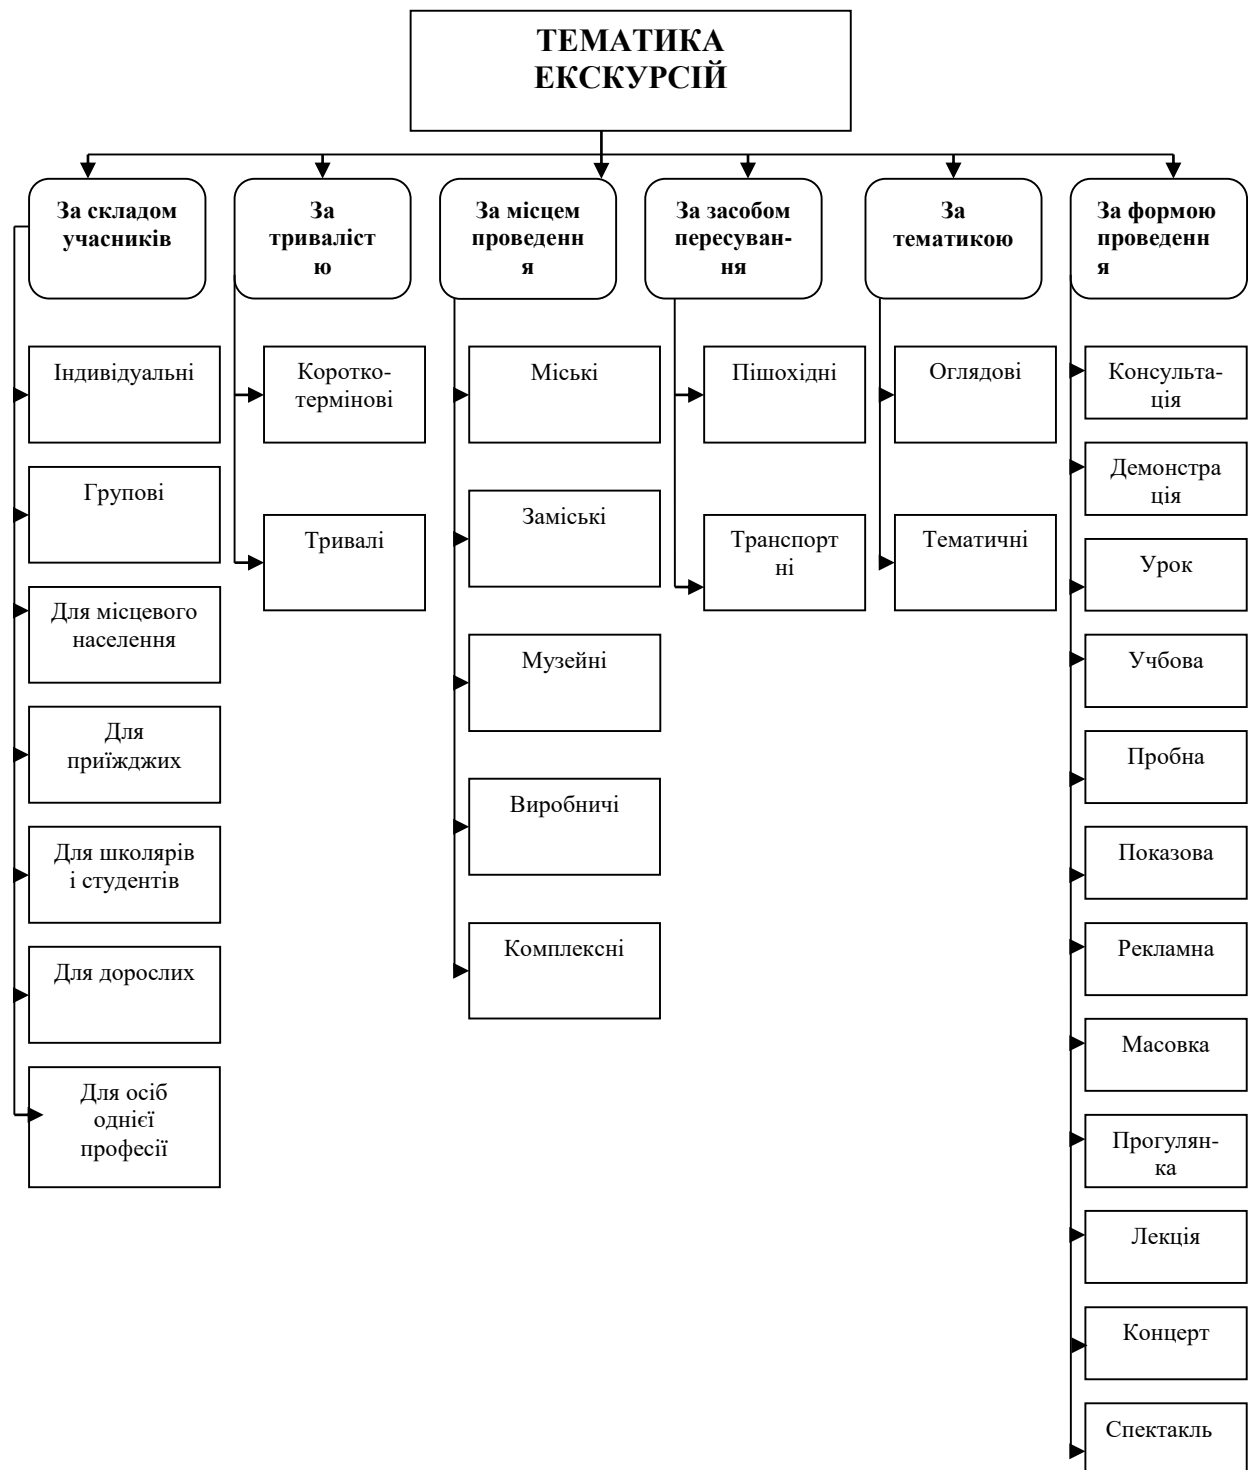 ТЕМАТИКА
ЕКСКУРСІЙ
За складом
учасників
За
триваліст
ю
За місцем
проведенн
я
За засобом
пересуван-
ня
За
тематикою
За формою
проведенн
я
Індивідуальні
Групові
Для місцевого
населення
Для
приїжджих
Для школярів
і студентів
Для дорослих
Для осіб
однієї
професії
Коротко-
термінові
Тривалі
Міські
Заміські
Музейні
Виробничі
Комплексні
Пішохідні
Транспорт
ні
Оглядові
Тематичні
Консульта-
ція
Демонстра
ція
Урок
Учбова
Пробна
Показова
Рекламна
Масовка
Прогулян-
ка
Лекція
Концерт
Спектакль